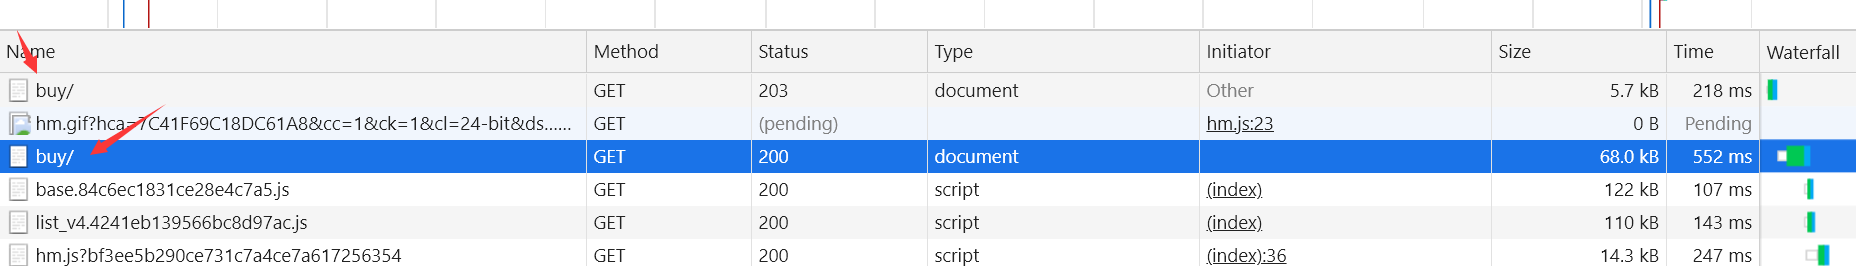 Name Method Status Type Initiator Size Time Waterfall
buy/ GET 203 document Other 5.7 kB 218 ms
hm.gif?hca=7C41F69C18DC61A8&cc=1&ck=1&cl=24-bit&ds...... GET (pending) hm.js:23 0 B Pending
buy/ GET 200 document 68.0 kB 552 ms
base.84c6ec1831ce28e4c7a5.js GET 200 script (index) 122 kB 107 ms
list_v4.4241eb139566bc8d97ac.js GET 200 script (index) 110 kB 143 ms
hm.js?bf3ee5b290ce731c7a4ce7a617256354 GET 200 script (index):36 14.3 kB 247 ms